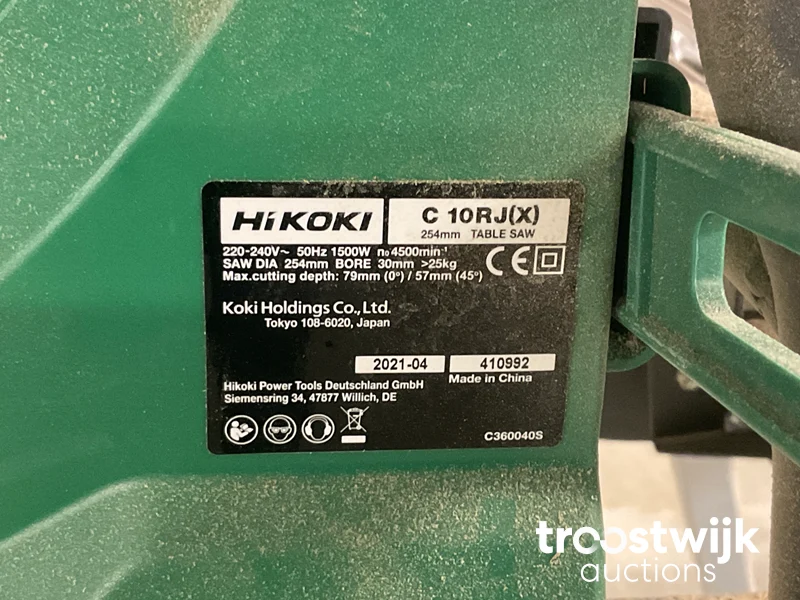 HiKOKI
C 10RJ(X)
254mm TABLE SAW
220-240V~ 50Hz 1500W n₀4500min⁻¹
SAW DIA 254mm BORE 30mm >25kg
Max.cutting depth: 79mm (0°) / 57mm (45°)
CE
Koki Holdings Co., Ltd.
Tokyo 108-6020, Japan
2021-04 410992
Made in China
Hikoki Power Tools Deutschland GmbH
Siemensring 34, 47877 Willich, DE
C360040S
troostwijk
auctions